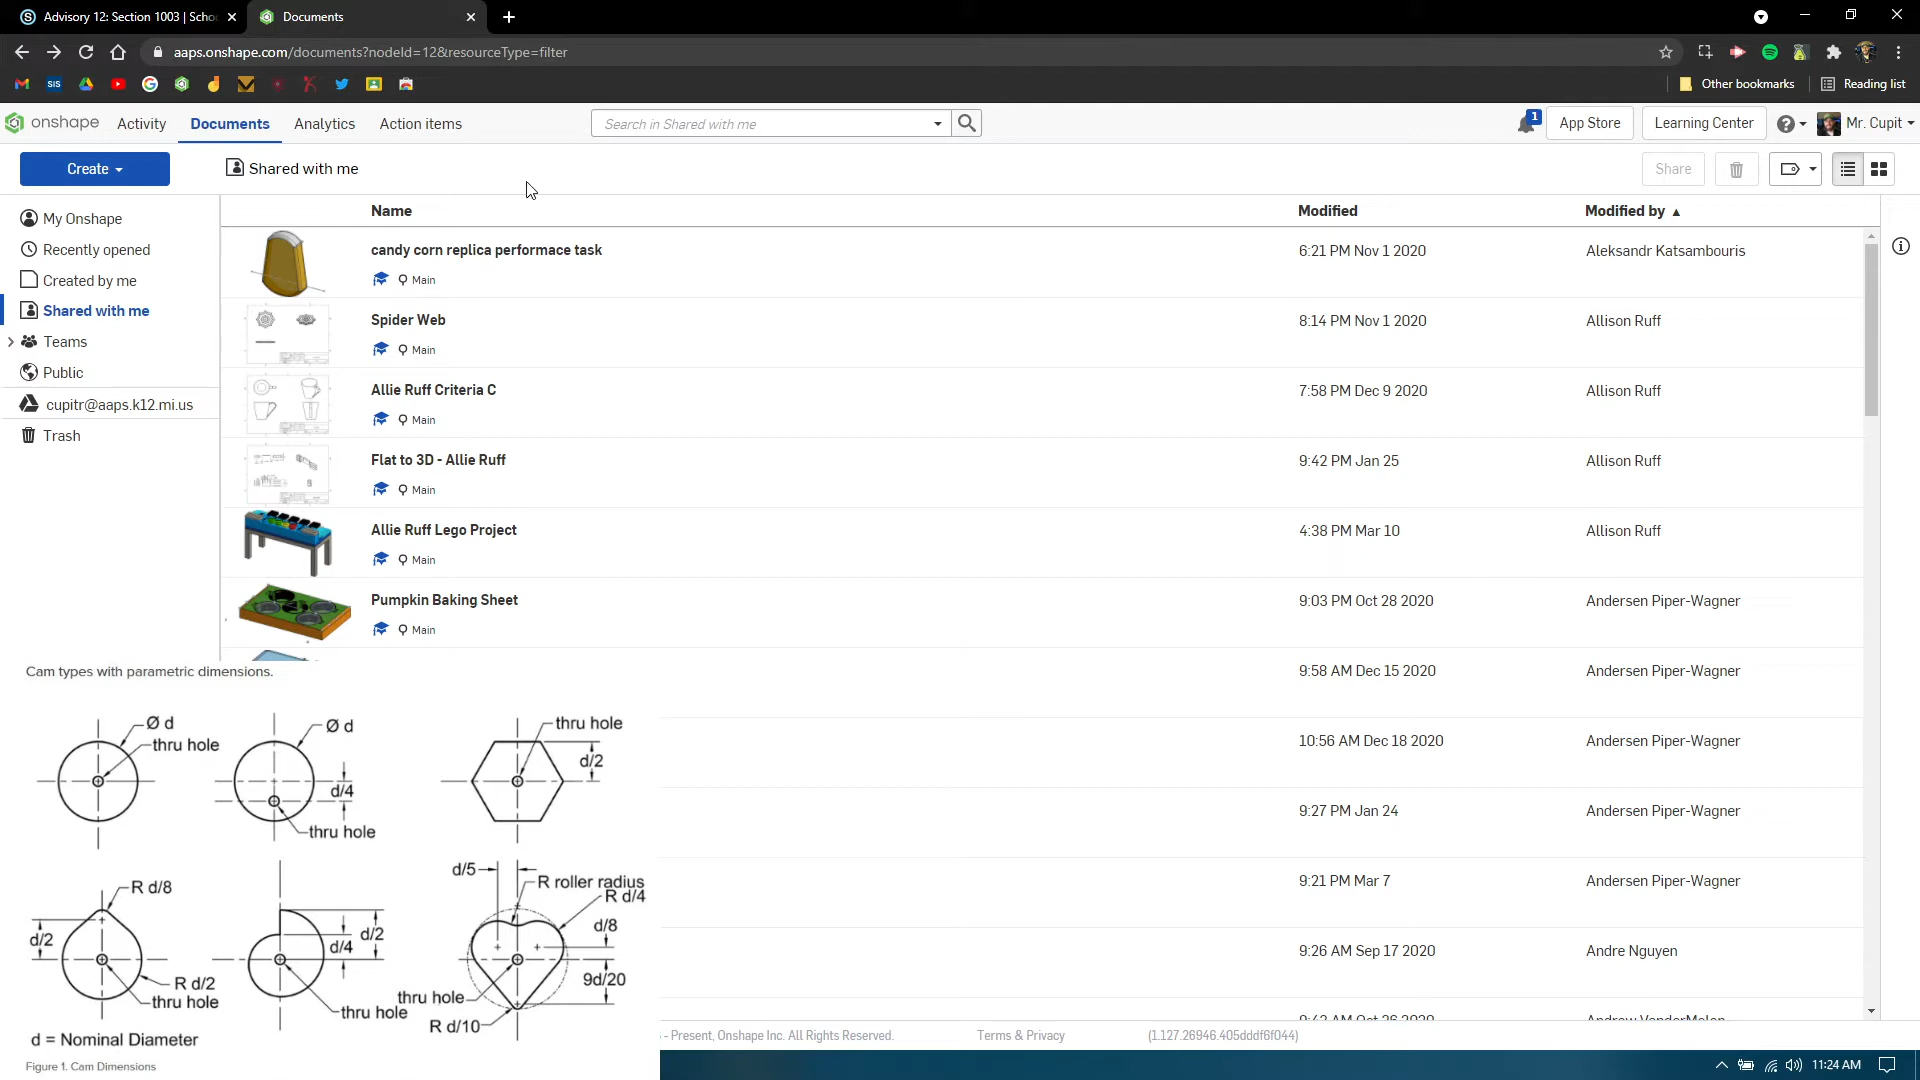 Advisory 12: Section 1003 | Scho
Documents
aaps.onshape.com/documents?nodeId=12&resourceType=filter
SIS
Other bookmarks
Reading list
onshape
Activity
Documents
Analytics
Action items
Search in Shared with me
1
App Store
Learning Center
Mr. Cupit
Create
Shared with me
Share
My Onshape
Recently opened
Created by me
Shared with me
Teams
Public
cupitr@aaps.k12.mi.us
Trash
Name Modified Modified by
candy corn replica performace task 6:21 PM Nov 1 2020 Aleksandr Katsambouris
Main
Spider Web 8:14 PM Nov 1 2020 Allison Ruff
Main
Allie Ruff Criteria C 7:58 PM Dec 9 2020 Allison Ruff
Main
Flat to 3D - Allie Ruff 9:42 PM Jan 25 Allison Ruff
Main
Allie Ruff Lego Project 4:38 PM Mar 10 Allison Ruff
Main
Pumpkin Baking Sheet 9:03 PM Oct 28 2020 Andersen Piper-Wagner
Main
9:58 AM Dec 15 2020 Andersen Piper-Wagner
10:56 AM Dec 18 2020 Andersen Piper-Wagner
9:27 PM Jan 24 Andersen Piper-Wagner
9:21 PM Mar 7 Andersen Piper-Wagner
9:26 AM Sep 17 2020 Andre Nguyen
9:43 AM Oct 26 2020 Andrew VanderMolen
Cam types with parametric dimensions.
Ø d
thru hole
Ø d
d/4
thru hole
thru hole
d/2
R d/8
d/2
R d/2
thru hole
d/4
d/2
thru hole
d/5
R roller radius
R d/4
d/8
9d/20
thru hole
R d/10
d = Nominal Diameter
Figure 1. Cam Dimensions
- Present, Onshape Inc. All Rights Reserved.
Terms & Privacy
(1.127.26946.405dddf6f044)
11:24 AM